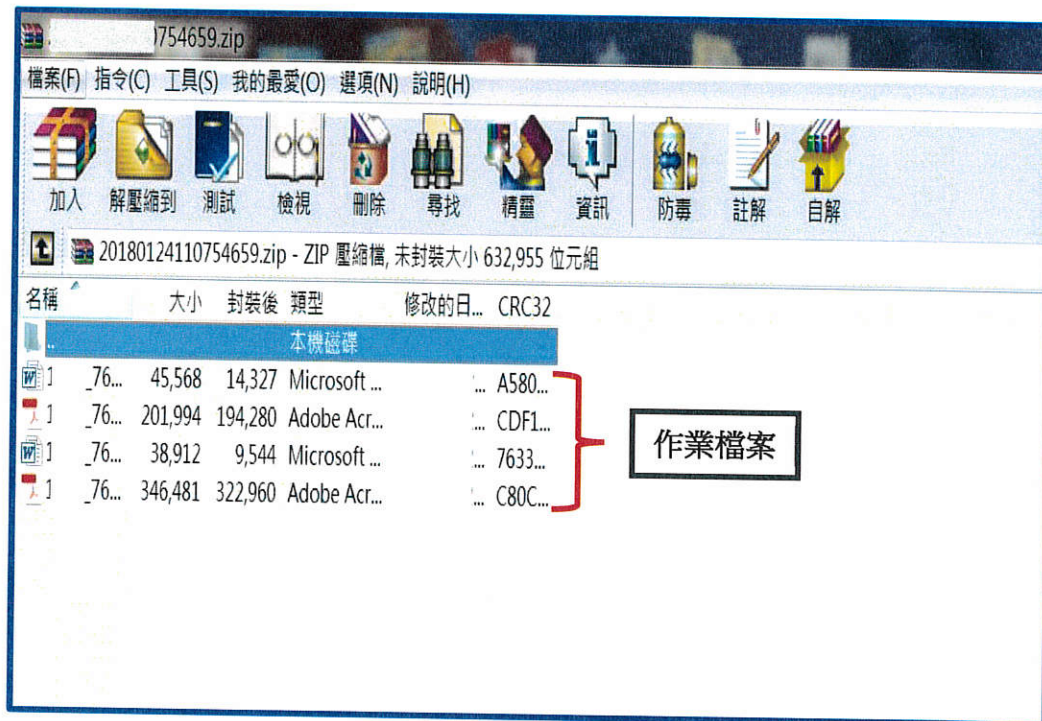 0754659.zip
檔案(F) 指令(C) 工具(S) 我的最愛(O) 選項(N) 說明(H)
加入 解壓縮到 測試 檢視 刪除 尋找 精靈 資訊 防毒 註解 自解
20180124110754659.zip - ZIP 壓縮檔, 未封裝大小 632,955 位元組
名稱 大小 封裝後 類型 修改的日... CRC32
.. 本機磁碟
1 _76... 45,568 14,327 Microsoft ... ... A580...
1 _76... 201,994 194,280 Adobe Acr... ... CDF1...
1 _76... 38,912 9,544 Microsoft ... ... 7633...
1 _76... 346,481 322,960 Adobe Acr... ... C80C...
作業檔案